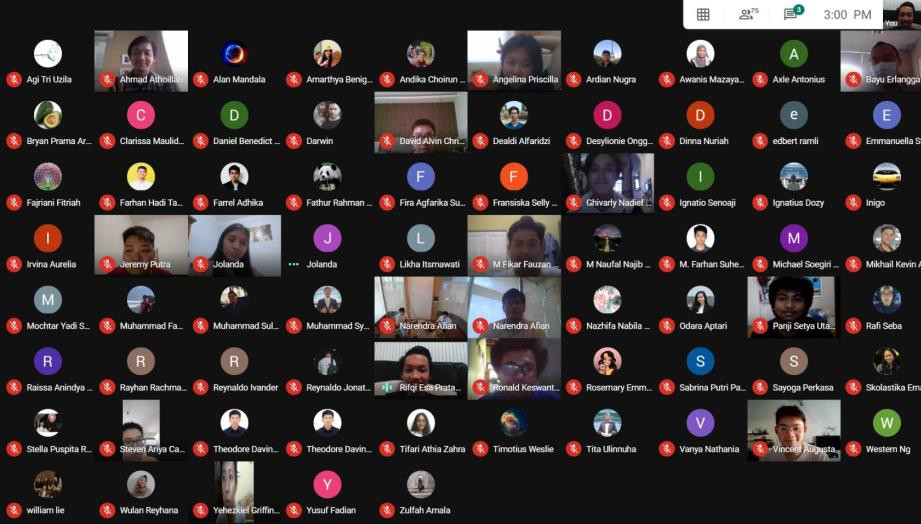 75
3
3:00 PM
You
Agi Tri Uzila
Ahmad Athoillah
Alan Mandala
Amarthya Benig...
Andika Choirun ...
Angelina Priscilla
Ardian Nugra
Awanis Mazaya...
A
Axle Antonius
Bayu Erlangga
Bryan Prama Ar...
C
Clarissa Maulid...
D
Daniel Benedict ...
Darwin
David Alvin Chri...
Dealdi Alfaridzi
D
Desylionie Ongg...
D
Dinna Nuriah
e
edbert ramli
E
Emmanuella S
Fajriani Fitriah
Farhan Hadi Ta...
Farrel Adhika
Fathur Rahman ...
F
Fira Agfarika Su...
F
Fransiska Selly ...
Ghivarly Nadief ...
I
Ignatio Senoaji
Ignatius Dozy
Inigo
I
Irvina Aurelia
Jeremy Putra
Jolanda
J
Jolanda
L
Likha Itsnawati
M Fikar Fauzan ...
M Naufal Najib ...
M. Farhan Suhe...
M
Michael Soegiri ...
Mikhail Kevin A
M
Mochtar Yadi S...
Muhammad Fa...
Muhammad Sul...
Muhammad Sy...
Narendra Afian
Narendra Afian
Nazhifa Nabila ...
Odara Aptari
Panji Setya Uta...
Rafi Seba
R
Raissa Anindya ...
R
Rayhan Rachma...
R
Reynaldo Ivander
Reynaldo Jonat...
Rifqi Esa Prata...
Ronald Keswant...
Rosemary Emm...
S
Sabrina Putri Pa...
S
Sayoga Perkasa
Skolastika Em
Stella Puspita R...
Steven Ariya Ca...
Theodore Davin...
Theodore Davin...
Tifari Athia Zahra
Timotius Weslie
Tita Ulinnuha
V
Vanya Nathania
Vincent Augusta...
W
Western Ng
william lie
Wulan Reyhana
Yehezkiel Griffin...
Y
Yusuf Fadian
Zulfah Amala